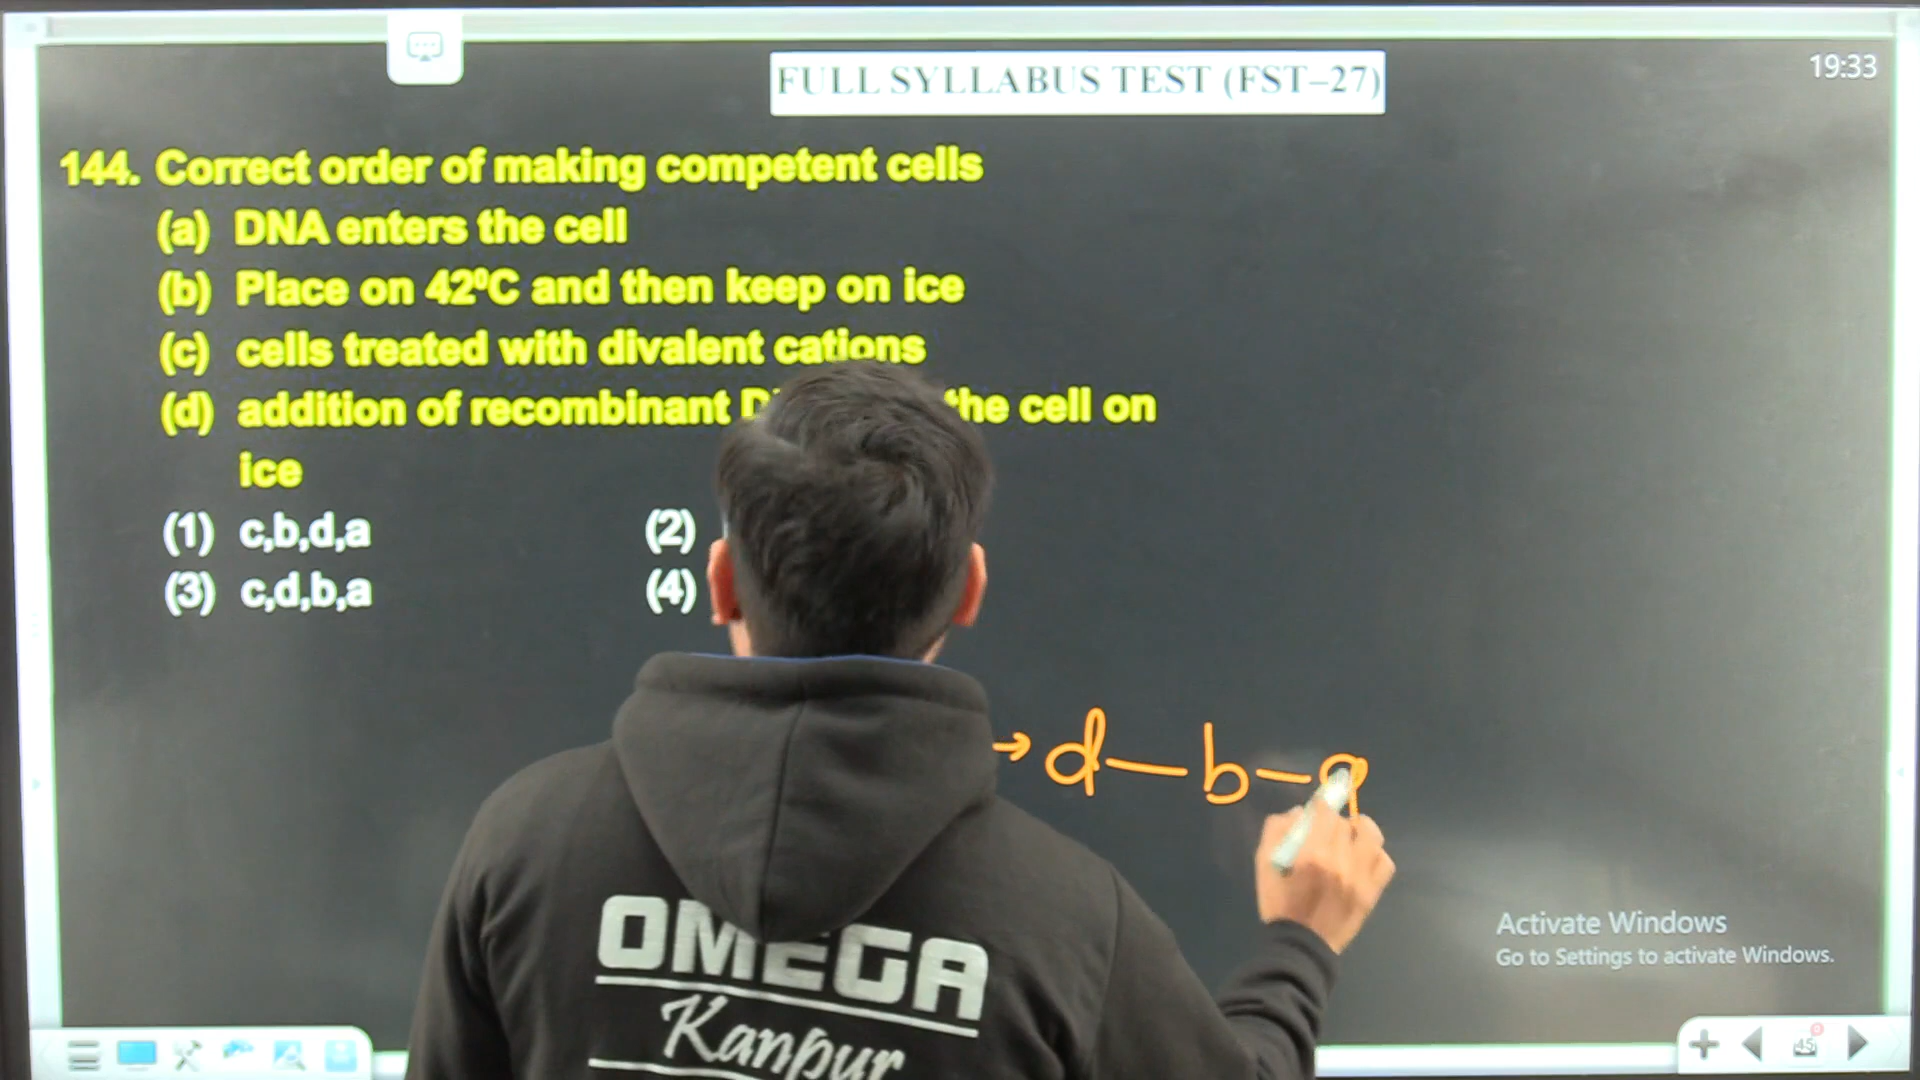 FULL SYLLABUS TEST (FST–27)
19:33
144. Correct order of making competent cells
(a) DNA enters the cell
(b) Place on 42⁰C and then keep on ice
(c) cells treated with divalent cations
(d) addition of recombinant the cell on
ice
(1) c,b,d,a (2)
(3) c,d,b,a (4)
→ d — b — a
OMEGA
Kanpur
Activate Windows
Go to Settings to activate Windows.
45